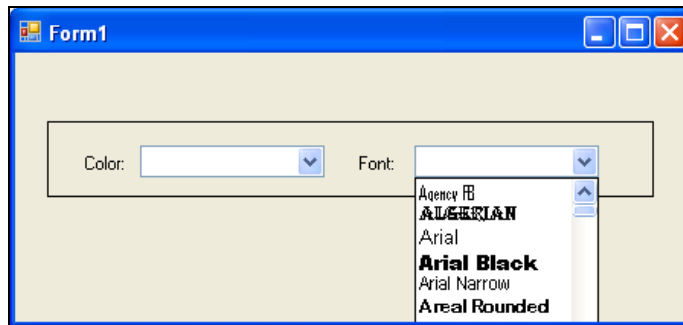 Form1
Color:
Font:
Agency FB
ALGERIAN
Arial
Arial Black
Arial Narrow
Areal Rounded